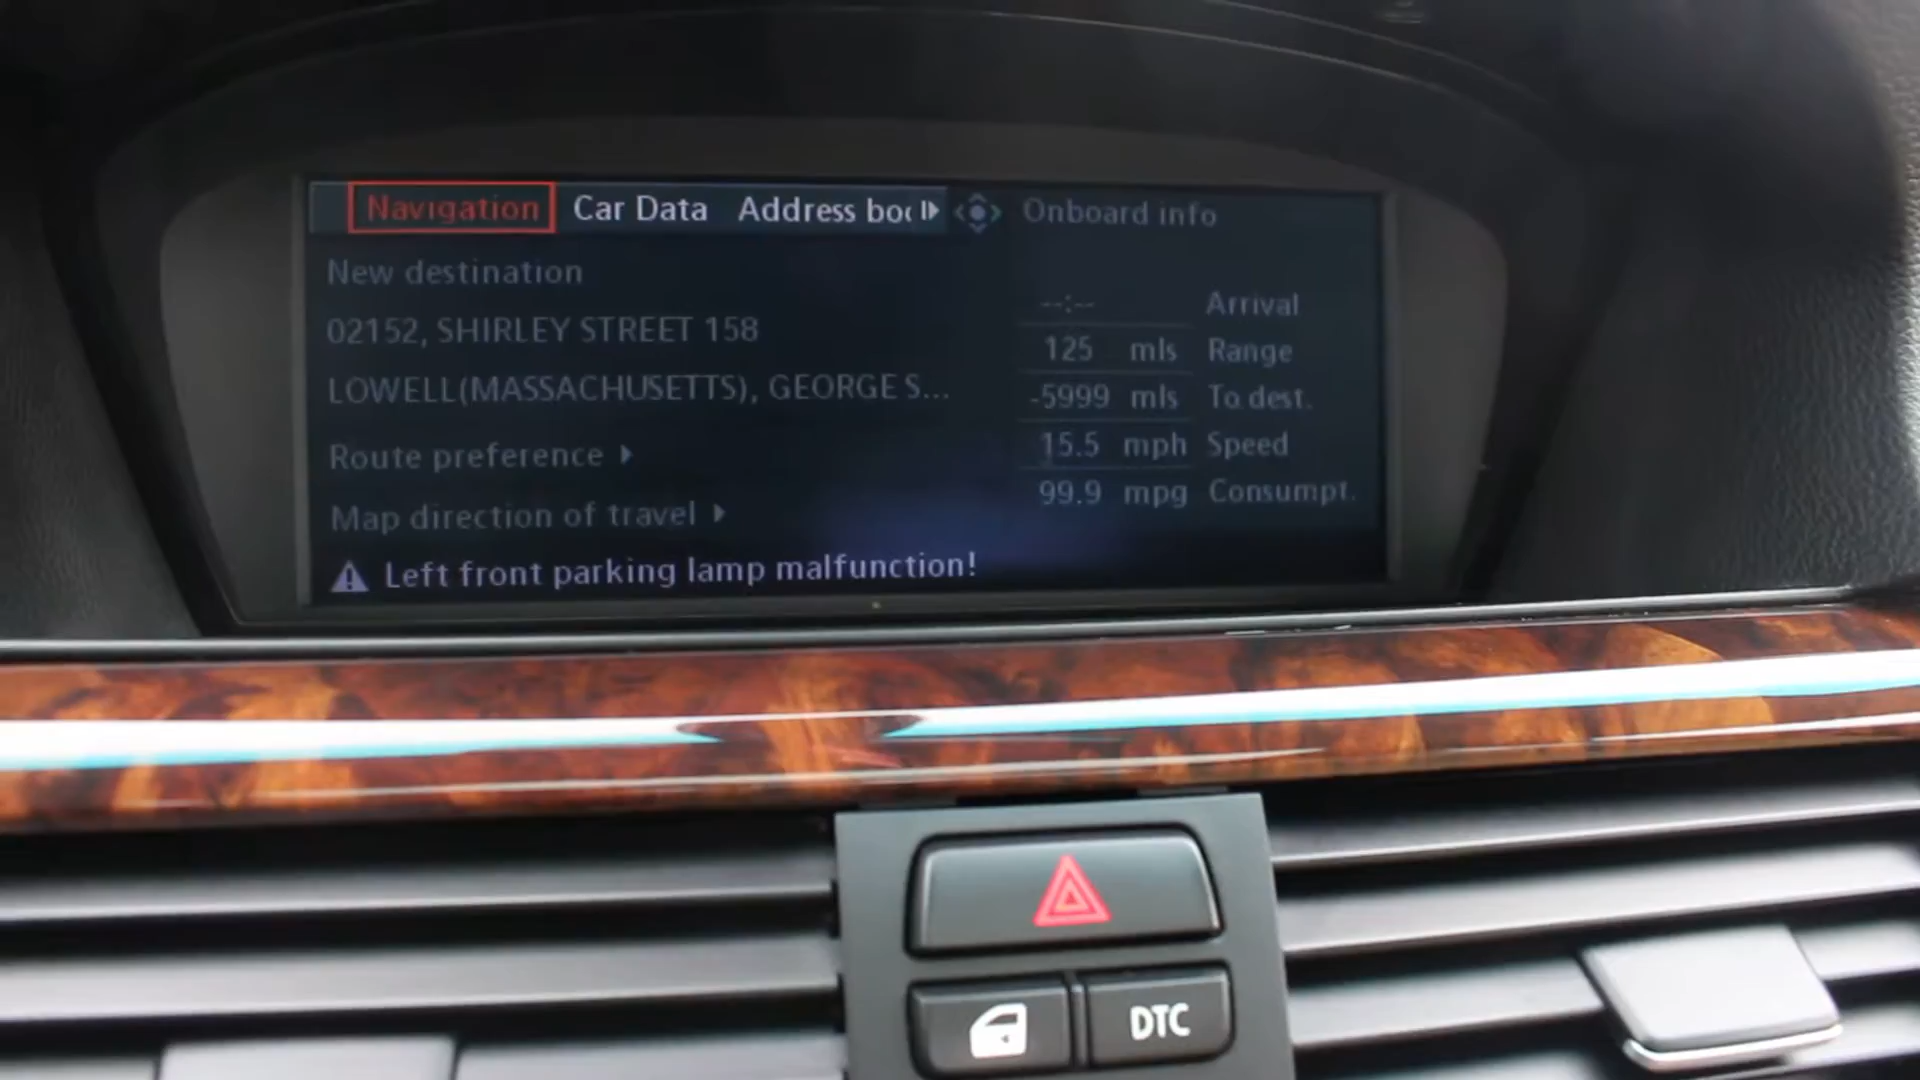 Navigation Car Data Address boo
New destination
02152, SHIRLEY STREET 158
LOWELL(MASSACHUSETTS), GEORGE S...
Route preference
Map direction of travel
Left front parking lamp malfunction!
Onboard info
--:-- Arrival
125 mls Range
-5999 mls To dest.
15.5 mph Speed
99.9 mpg Consumpt.
DTC